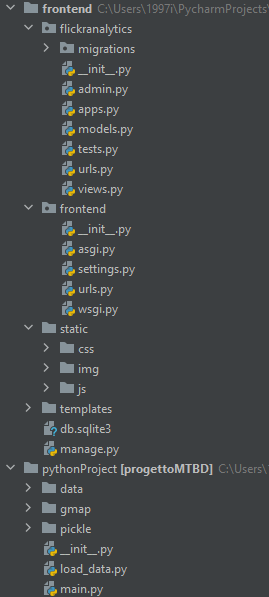 frontend C:\Users\1997i\PycharmProjects\
flickranalytics
migrations
__init__.py
admin.py
apps.py
models.py
tests.py
urls.py
views.py
frontend
__init__.py
asgi.py
settings.py
urls.py
wsgi.py
static
css
img
js
templates
db.sqlite3
manage.py
pythonProject [progettoMTBD] C:\Users\
data
gmap
pickle
__init__.py
load_data.py
main.py